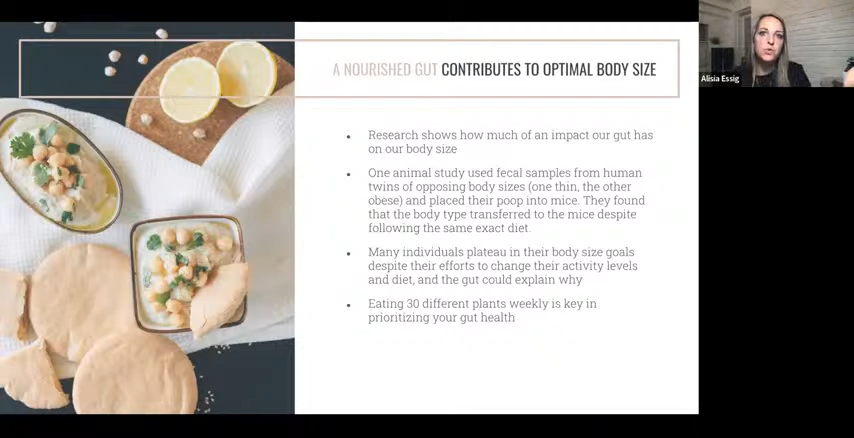 A NOURISHED GUT CONTRIBUTES TO OPTIMAL BODY SIZE
Alisia Essig
• Research shows how much of an impact our gut has
on our body size
• One animal study used fecal samples from human
twins of opposing body sizes (one thin, the other
obese) and placed their poop into mice. They found
that the body type transferred to the mice despite
following the same exact diet.
• Many individuals plateau in their body size goals
despite their efforts to change their activity levels
and diet, and the gut could explain why
• Eating 30 different plants weekly is key in
prioritizing your gut health